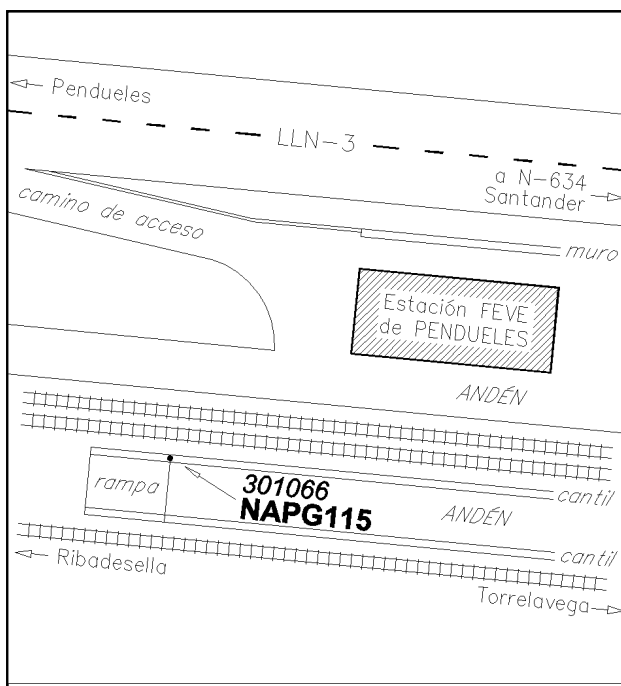 Pendueles
LLN-3
a N-634
Santander
camino de acceso
muro
Estación FEVE
de PENDUELES
ANDÉN
rampa
301066
NAPG115
ANDÉN
cantil
cantil
Ribadesella
Torrelavega